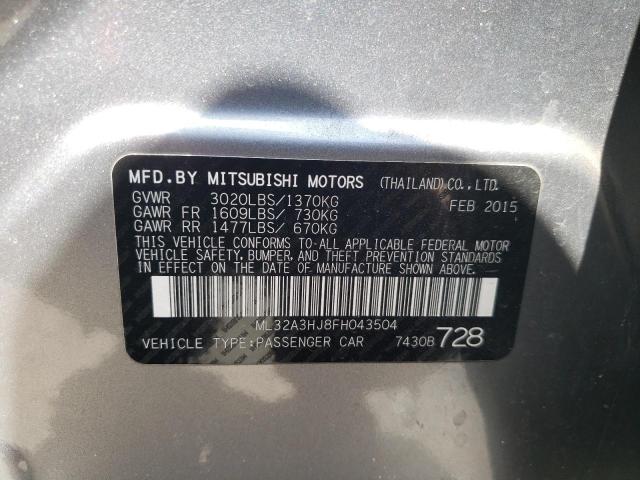 MFD.BY MITSUBISHI MOTORS (THAILAND)CO.,LTD.
GVWR 3020LBS/1370KG FEB 2015
GAWR FR 1609LBS/ 730KG
GAWR RR 1477LBS/ 670KG
THIS VEHICLE CONFORMS TO-ALL APPLICABLE FEDERAL MOTOR
VEHICLE SAFETY, BUMPER, AND THEFT PREVENTION STANDARDS
IN EFFECT ON THE DATE OF MANUFACTURE SHOWN ABOVE.
ML32A3HJ8FH043504
VEHICLE TYPE:PASSENGER CAR 7430B 728